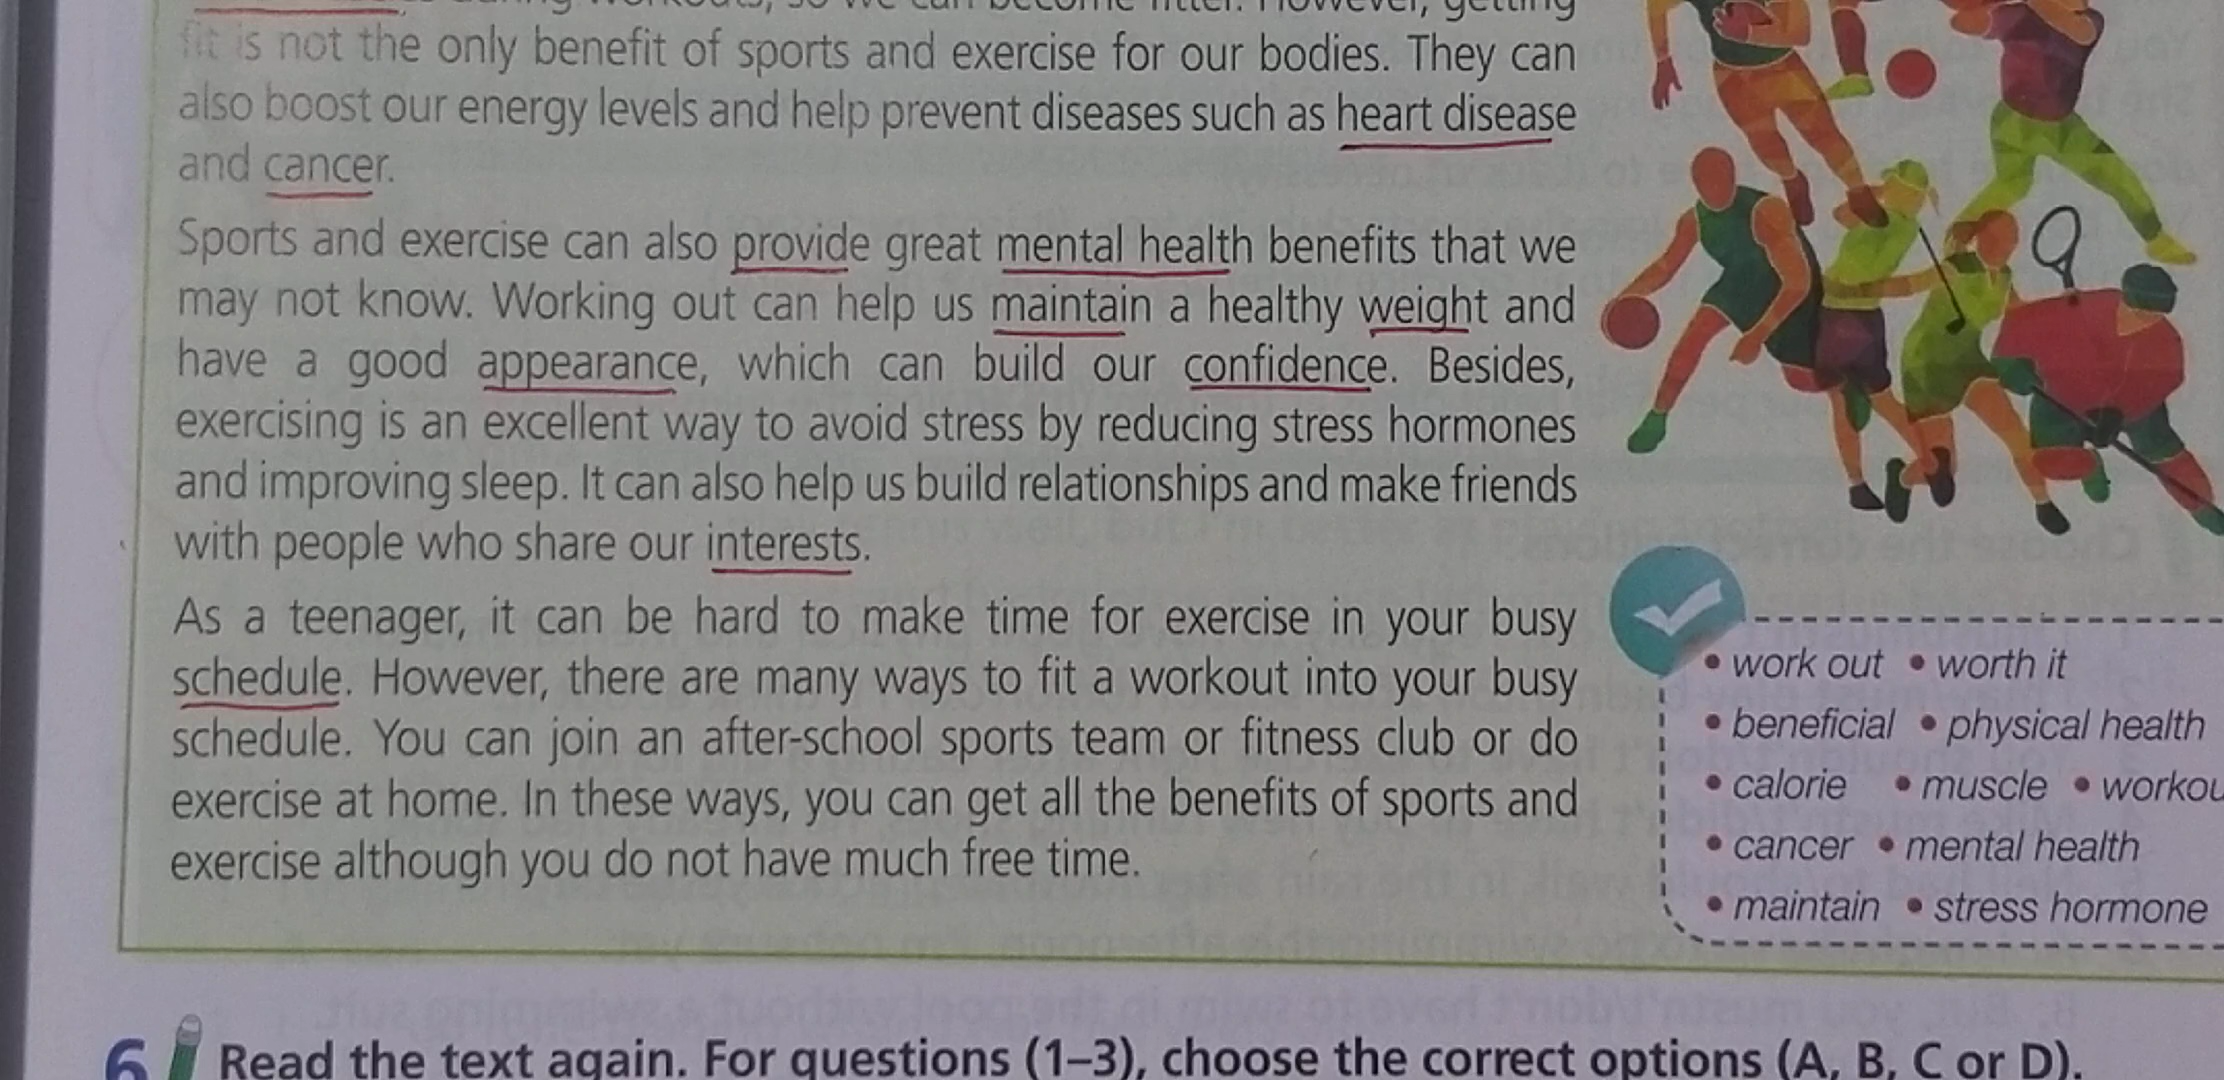 during workouts, so we can become fitter. However, getting
fit is not the only benefit of sports and exercise for our bodies. They can
also boost our energy levels and help prevent diseases such as heart disease
and cancer.
Sports and exercise can also provide great mental health benefits that we
may not know. Working out can help us maintain a healthy weight and
have a good appearance, which can build our confidence. Besides,
exercising is an excellent way to avoid stress by reducing stress hormones
and improving sleep. It can also help us build relationships and make friends
with people who share our interests.
As a teenager, it can be hard to make time for exercise in your busy
schedule. However, there are many ways to fit a workout into your busy
schedule. You can join an after-school sports team or fitness club or do
exercise at home. In these ways, you can get all the benefits of sports and
exercise although you do not have much free time.
• work out • worth it
• beneficial • physical health
• calorie • muscle • workou
• cancer • mental health
• maintain • stress hormone
6 Read the text again. For questions (1–3), choose the correct options (A, B, C or D).